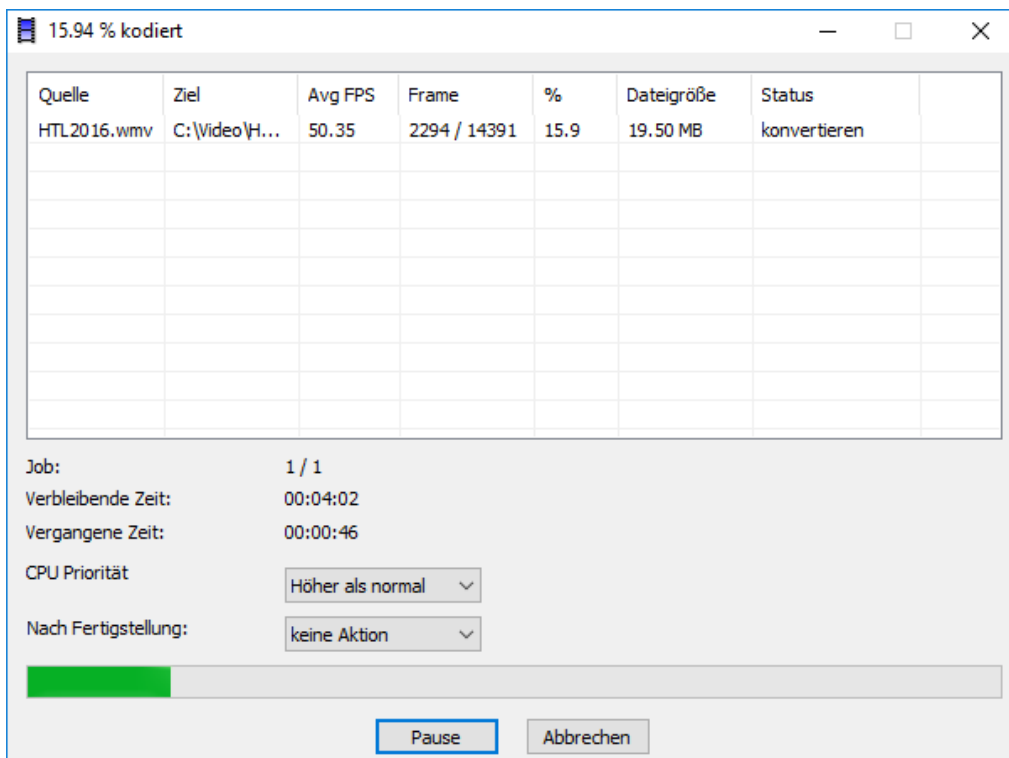 15.94 % kodiert
Quelle Ziel Avg FPS Frame % Dateigröße Status
HTL2016.wmv C:\Video\H... 50.35 2294 / 14391 15.9 19.50 MB konvertieren
Job: 1 / 1
Verbleibende Zeit: 00:04:02
Vergangene Zeit: 00:00:46
CPU Priorität Höher als normal
Nach Fertigstellung: keine Aktion
Pause Abbrechen